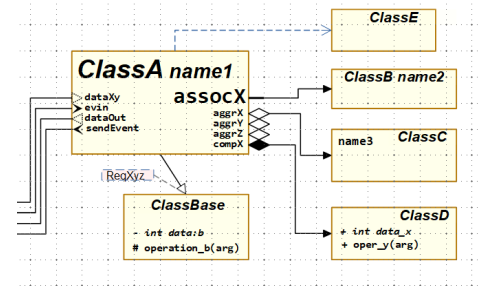 ClassE
ClassA name1
assocX
dataXy
evin
dataOut
sendEvent
aggrX
aggrY
aggrZ
compX
ClassB name2
name3 ClassC
ReqXyz
ClassBase
- int data:b
# operation_b(arg)
ClassD
+ int data_x
+ oper_y(arg)